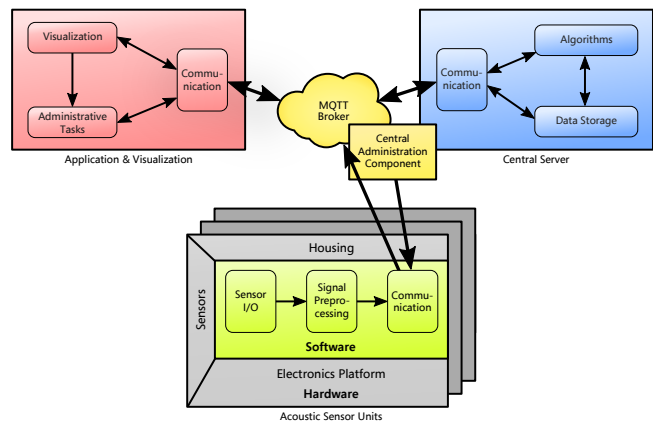 Visualization
Commu-
nication
Administrative
Tasks
Application & Visualization
MQTT
Broker
Central
Administration
Component
Commu-
nication
Algorithms
Data Storage
Central Server
Housing
Sensors
Sensor
I/O
Signal
Preproc-
essing
Commu-
nication
Software
Electronics Platform
Hardware
Acoustic Sensor Units